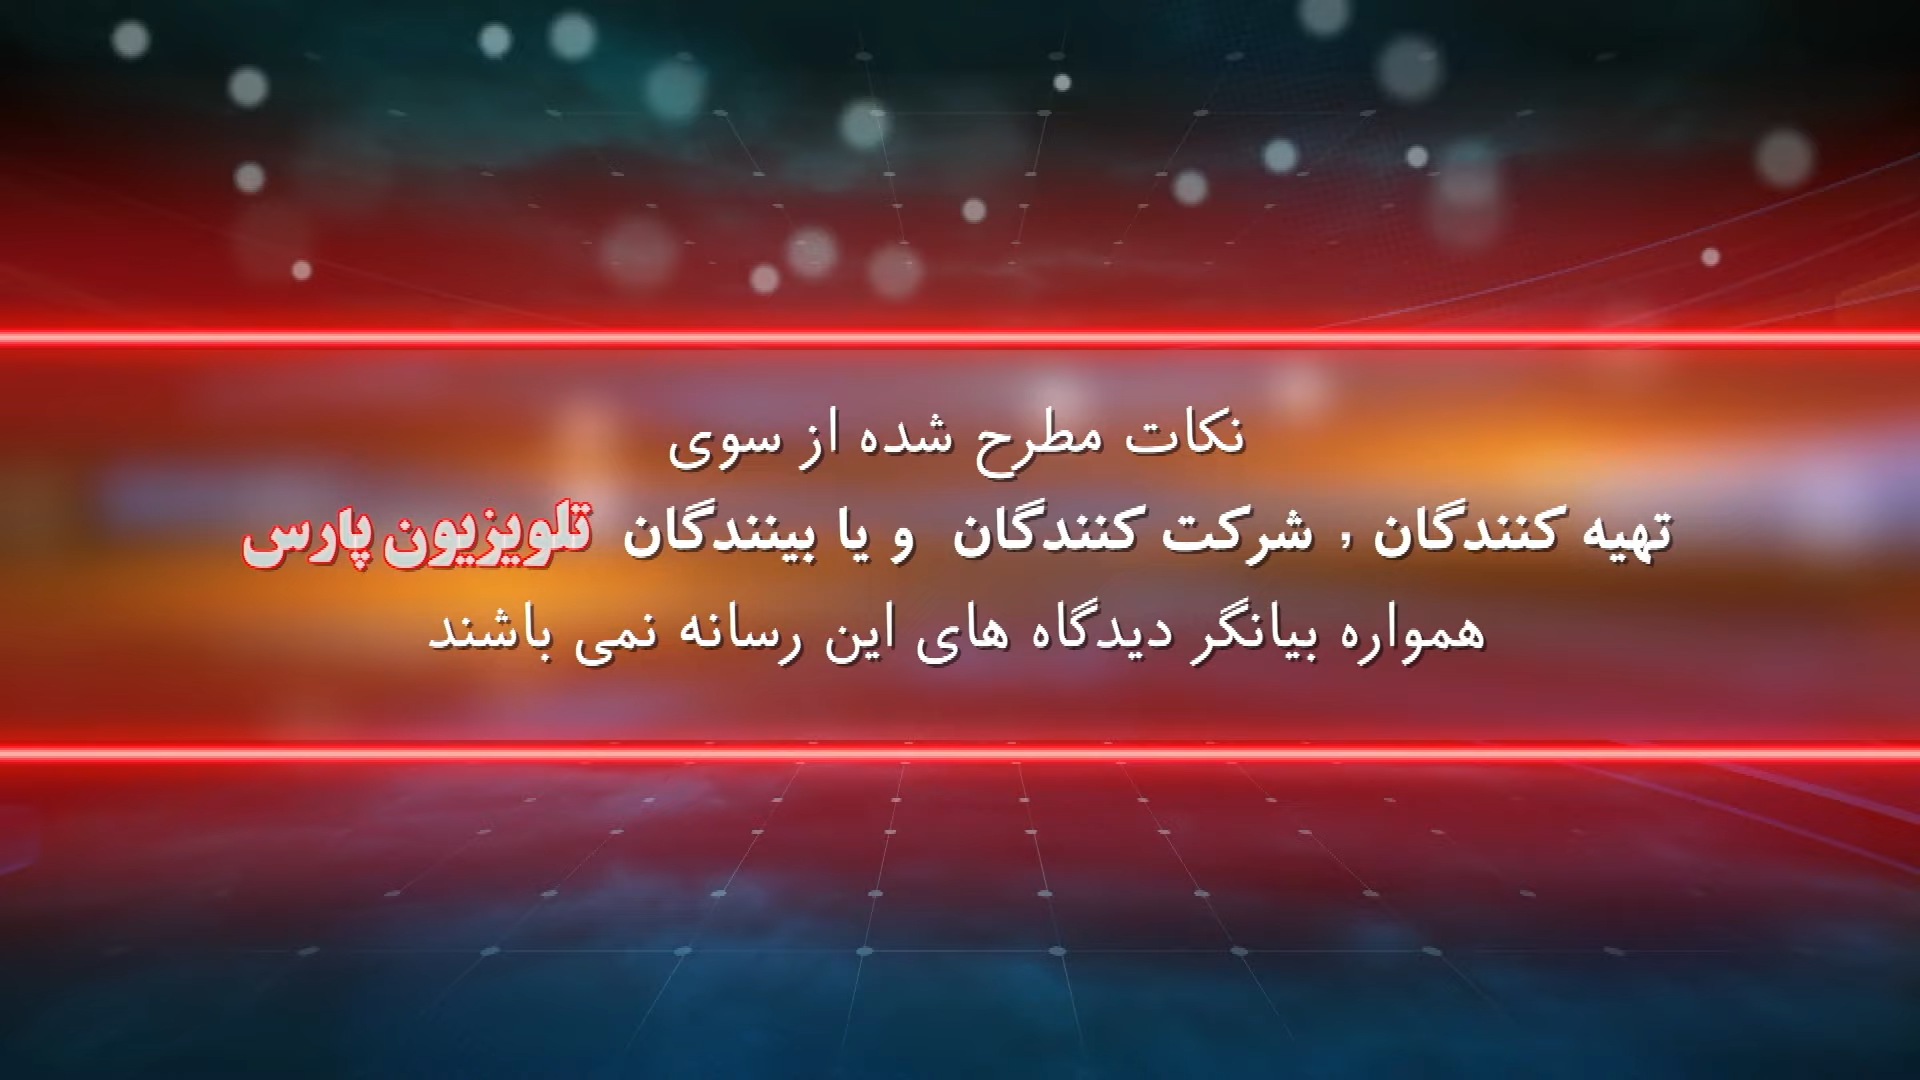 نکات مطرح شده از سوی
تهیه کنندگان , شرکت کنندگان و یا بینندگان تلویزیون پارس
همواره بیانگر دیدگاه های این رسانه نمی باشند